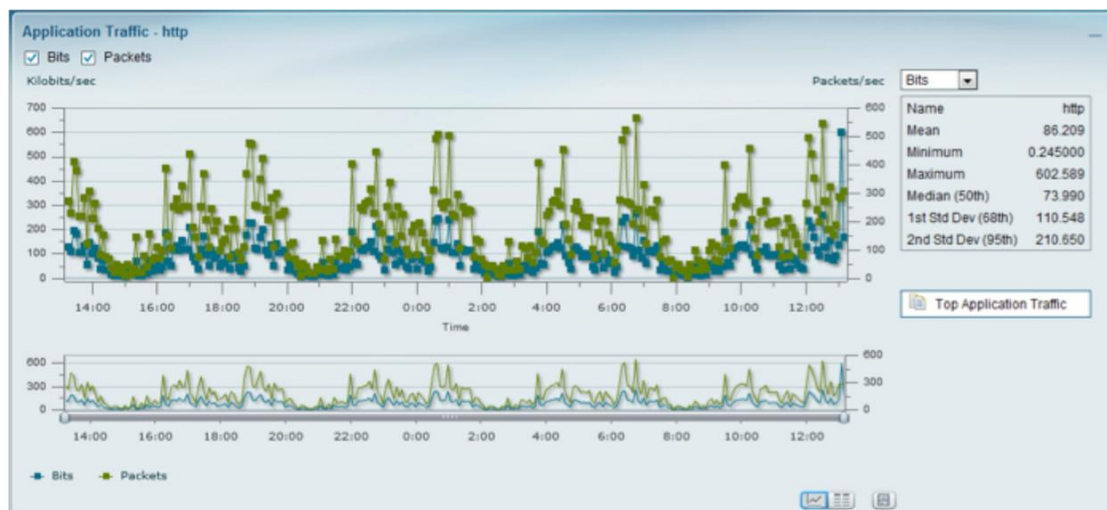 Application Traffic - http
Bits Packets
Kilobits/sec
Packets/sec
700
600
500
400
300
200
100
0
600
500
400
300
200
100
0
14:00 16:00 18:00 20:00 22:00 0:00 2:00 4:00 6:00 8:00 10:00 12:00
Time
600
300
0
600
300
0
14:00 16:00 18:00 20:00 22:00 0:00 2:00 4:00 6:00 8:00 10:00 12:00
Bits Packets
Bits
Name http
Mean 86.209
Minimum 0.245000
Maximum 602.589
Median (50th) 73.990
1st Std Dev (68th) 110.548
2nd Std Dev (95th) 210.650
Top Application Traffic